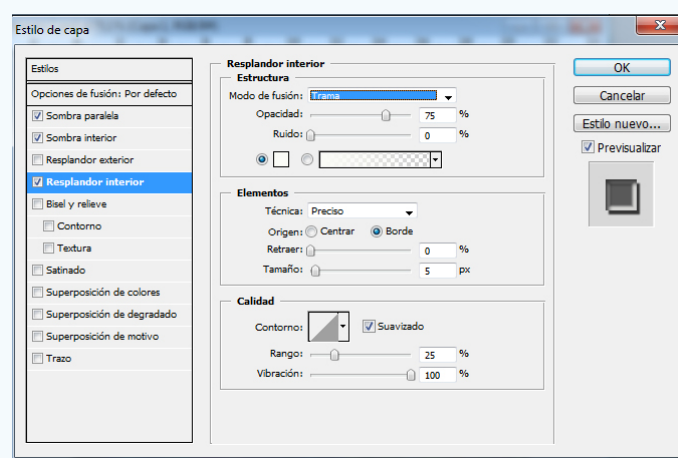 Estilo de capa
Estilos
Opciones de fusión: Por defecto
Sombra paralela
Sombra interior
Resplandor exterior
Resplandor interior
Bisel y relieve
Contorno
Textura
Satinado
Superposición de colores
Superposición de degradado
Superposición de motivo
Trazo
Resplandor interior
Estructura
Modo de fusión: Trama
Opacidad: 75 %
Ruido: 0 %
Elementos
Técnica: Preciso
Origen: Centrar Borde
Retraer: 0 %
Tamaño: 5 px
Calidad
Contorno: Suavizado
Rango: 25 %
Vibración: 100 %
OK
Cancelar
Estilo nuevo...
Previsualizar